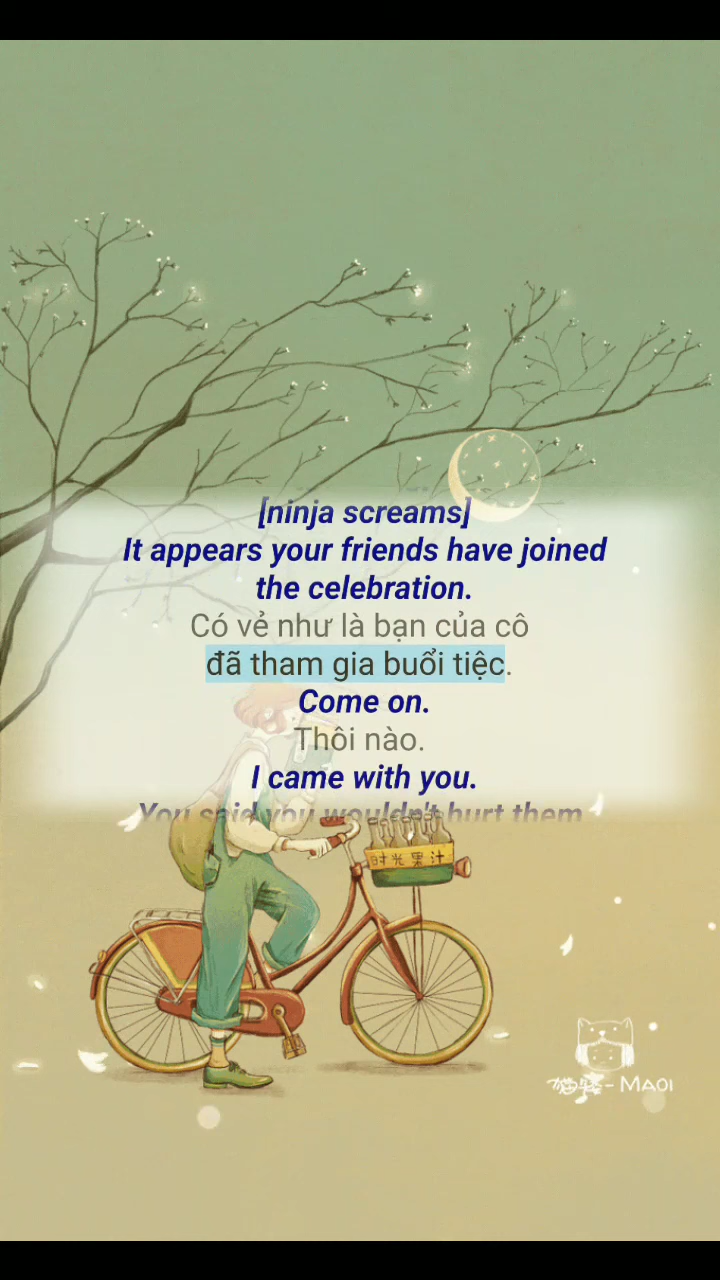 [ninja screams]
It appears your friends have joined
the celebration.
Có vẻ như là bạn của cô
đã tham gia buổi tiệc.
Come on.
Thôi nào.
I came with you.
You said you wouldn't hurt them
时光果汁
- MAOI